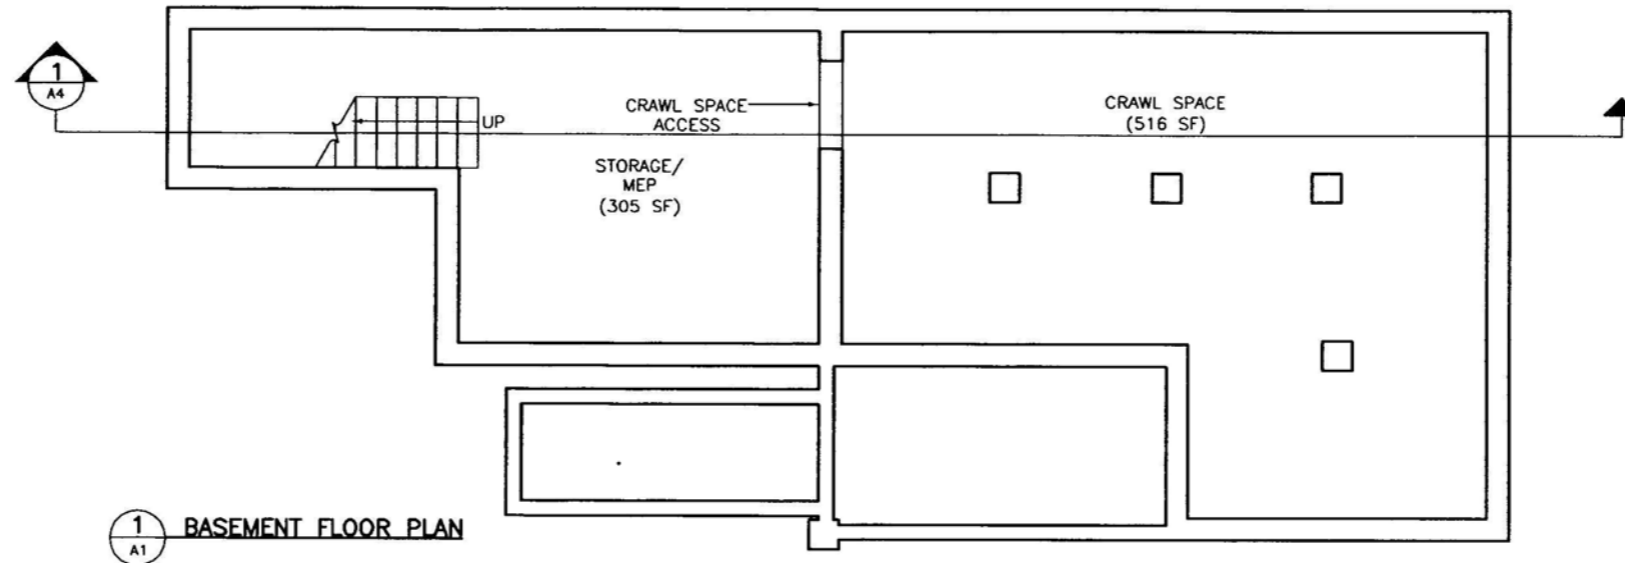 1
A4
UP
CRAWL SPACE
ACCESS
CRAWL SPACE
(516 SF)
STORAGE/
MEP
(305 SF)
1
A1
BASEMENT FLOOR PLAN